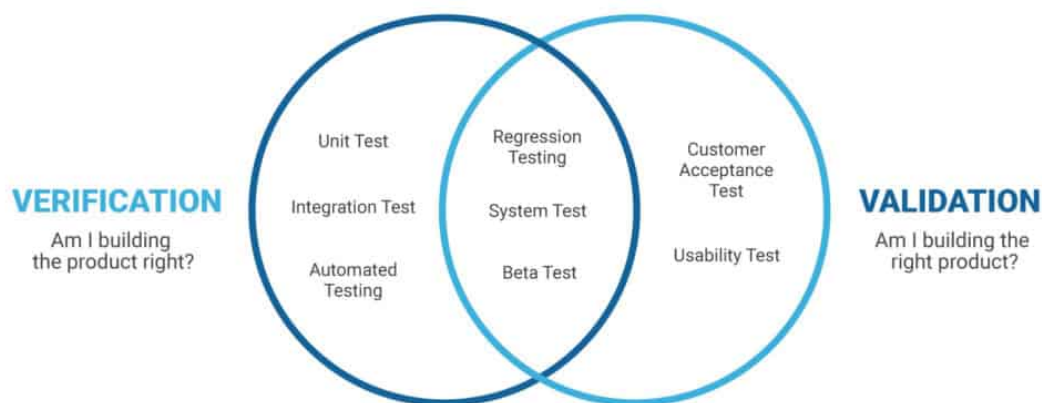 VERIFICATION
Am I building
the product right?
Unit Test
Integration Test
Automated
Testing
Regression
Testing
System Test
Beta Test
Customer
Acceptance
Test
Usability Test
VALIDATION
Am I building the
right product?